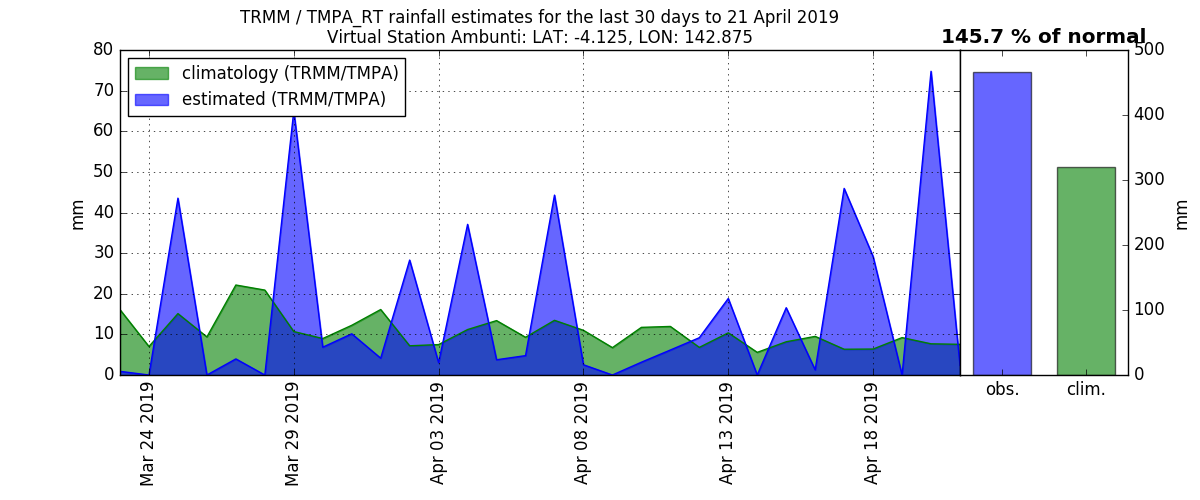 TRMM / TMPA_RT rainfall estimates for the last 30 days to 21 April 2019
Virtual Station Ambunti: LAT: -4.125, LON: 142.875
145.7 % of normal
climatology (TRMM/TMPA)
estimated (TRMM/TMPA)
80
70
60
50
40
30
20
10
0
mm
500
400
300
200
100
0
mm
Mar 24 2019
Mar 29 2019
Apr 03 2019
Apr 08 2019
Apr 13 2019
Apr 18 2019
obs.
clim.